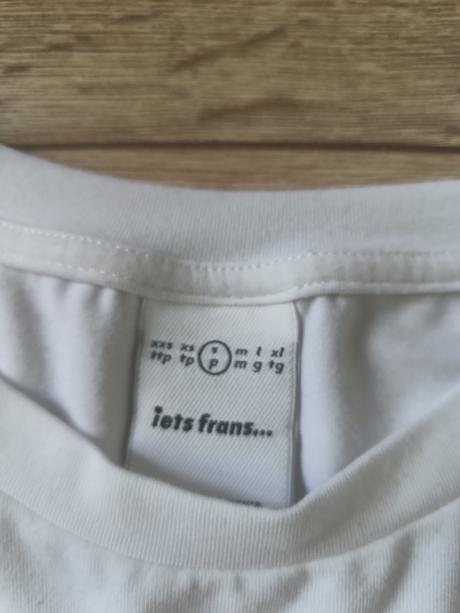 xxs xs s m l xl
ttp tp p m g tg
iets frans...